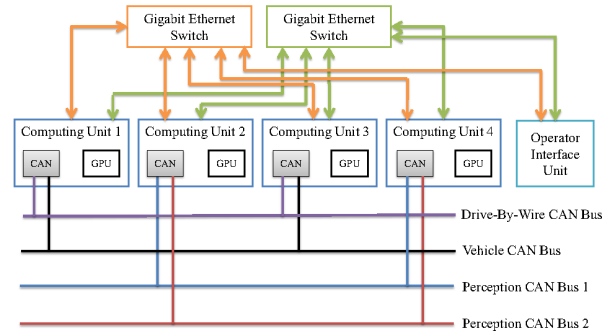 Gigabit Ethernet
Switch
Gigabit Ethernet
Switch
Computing Unit 1
CAN
GPU
Computing Unit 2
CAN
GPU
Computing Unit 3
CAN
GPU
Computing Unit 4
CAN
GPU
Operator
Interface
Unit
Drive-By-Wire CAN Bus
Vehicle CAN Bus
Perception CAN Bus 1
Perception CAN Bus 2